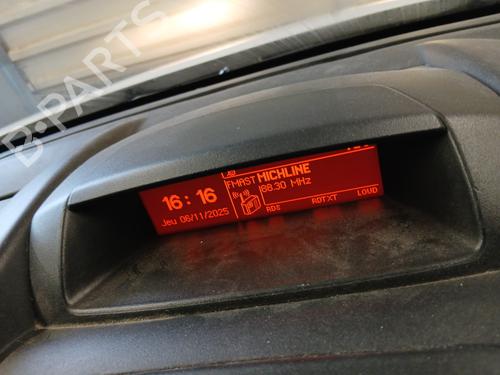 B-PARTS
16:16
Jeu 06/11/2025
FMAST MICHLINE
88.30 MHz
RDS RDTXT LOUD